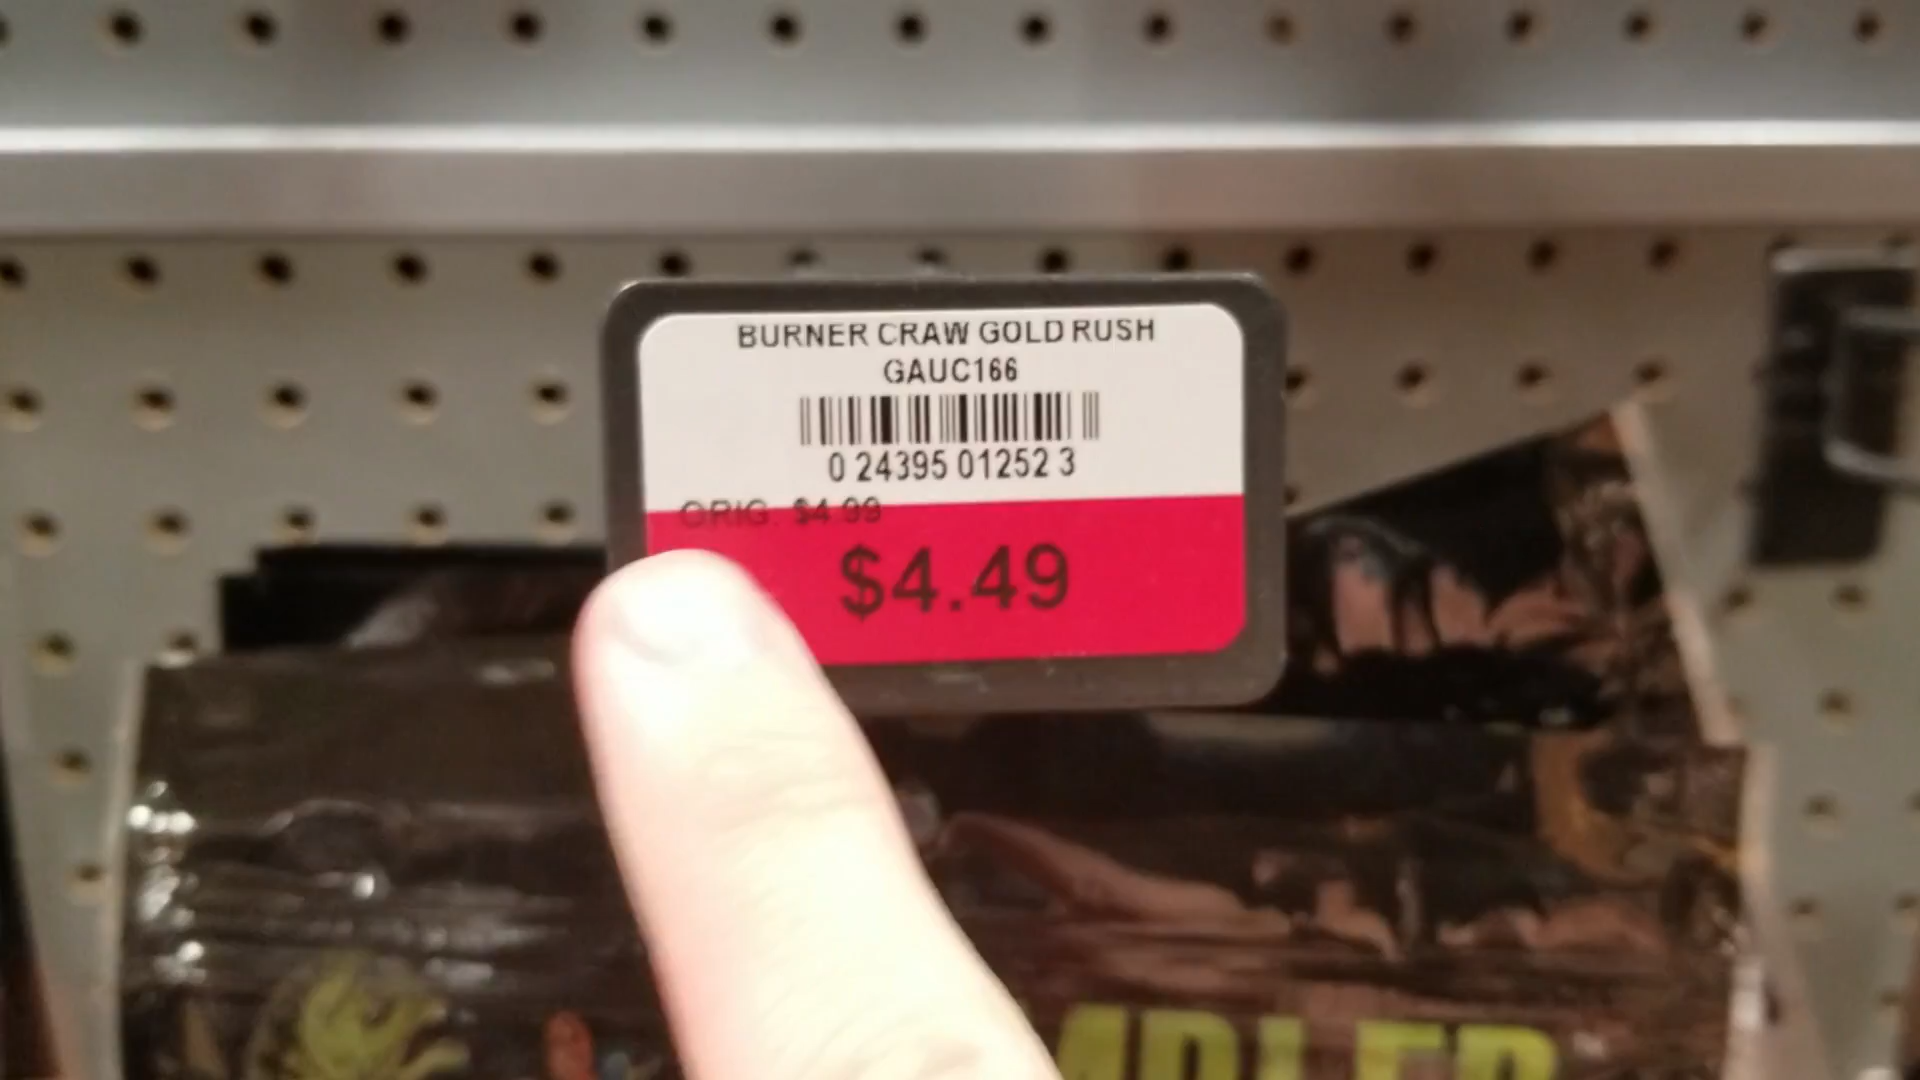 BURNER CRAW GOLD RUSH
GAUC166
0 24395 01252 3
ORIG. $4.99
$4.49